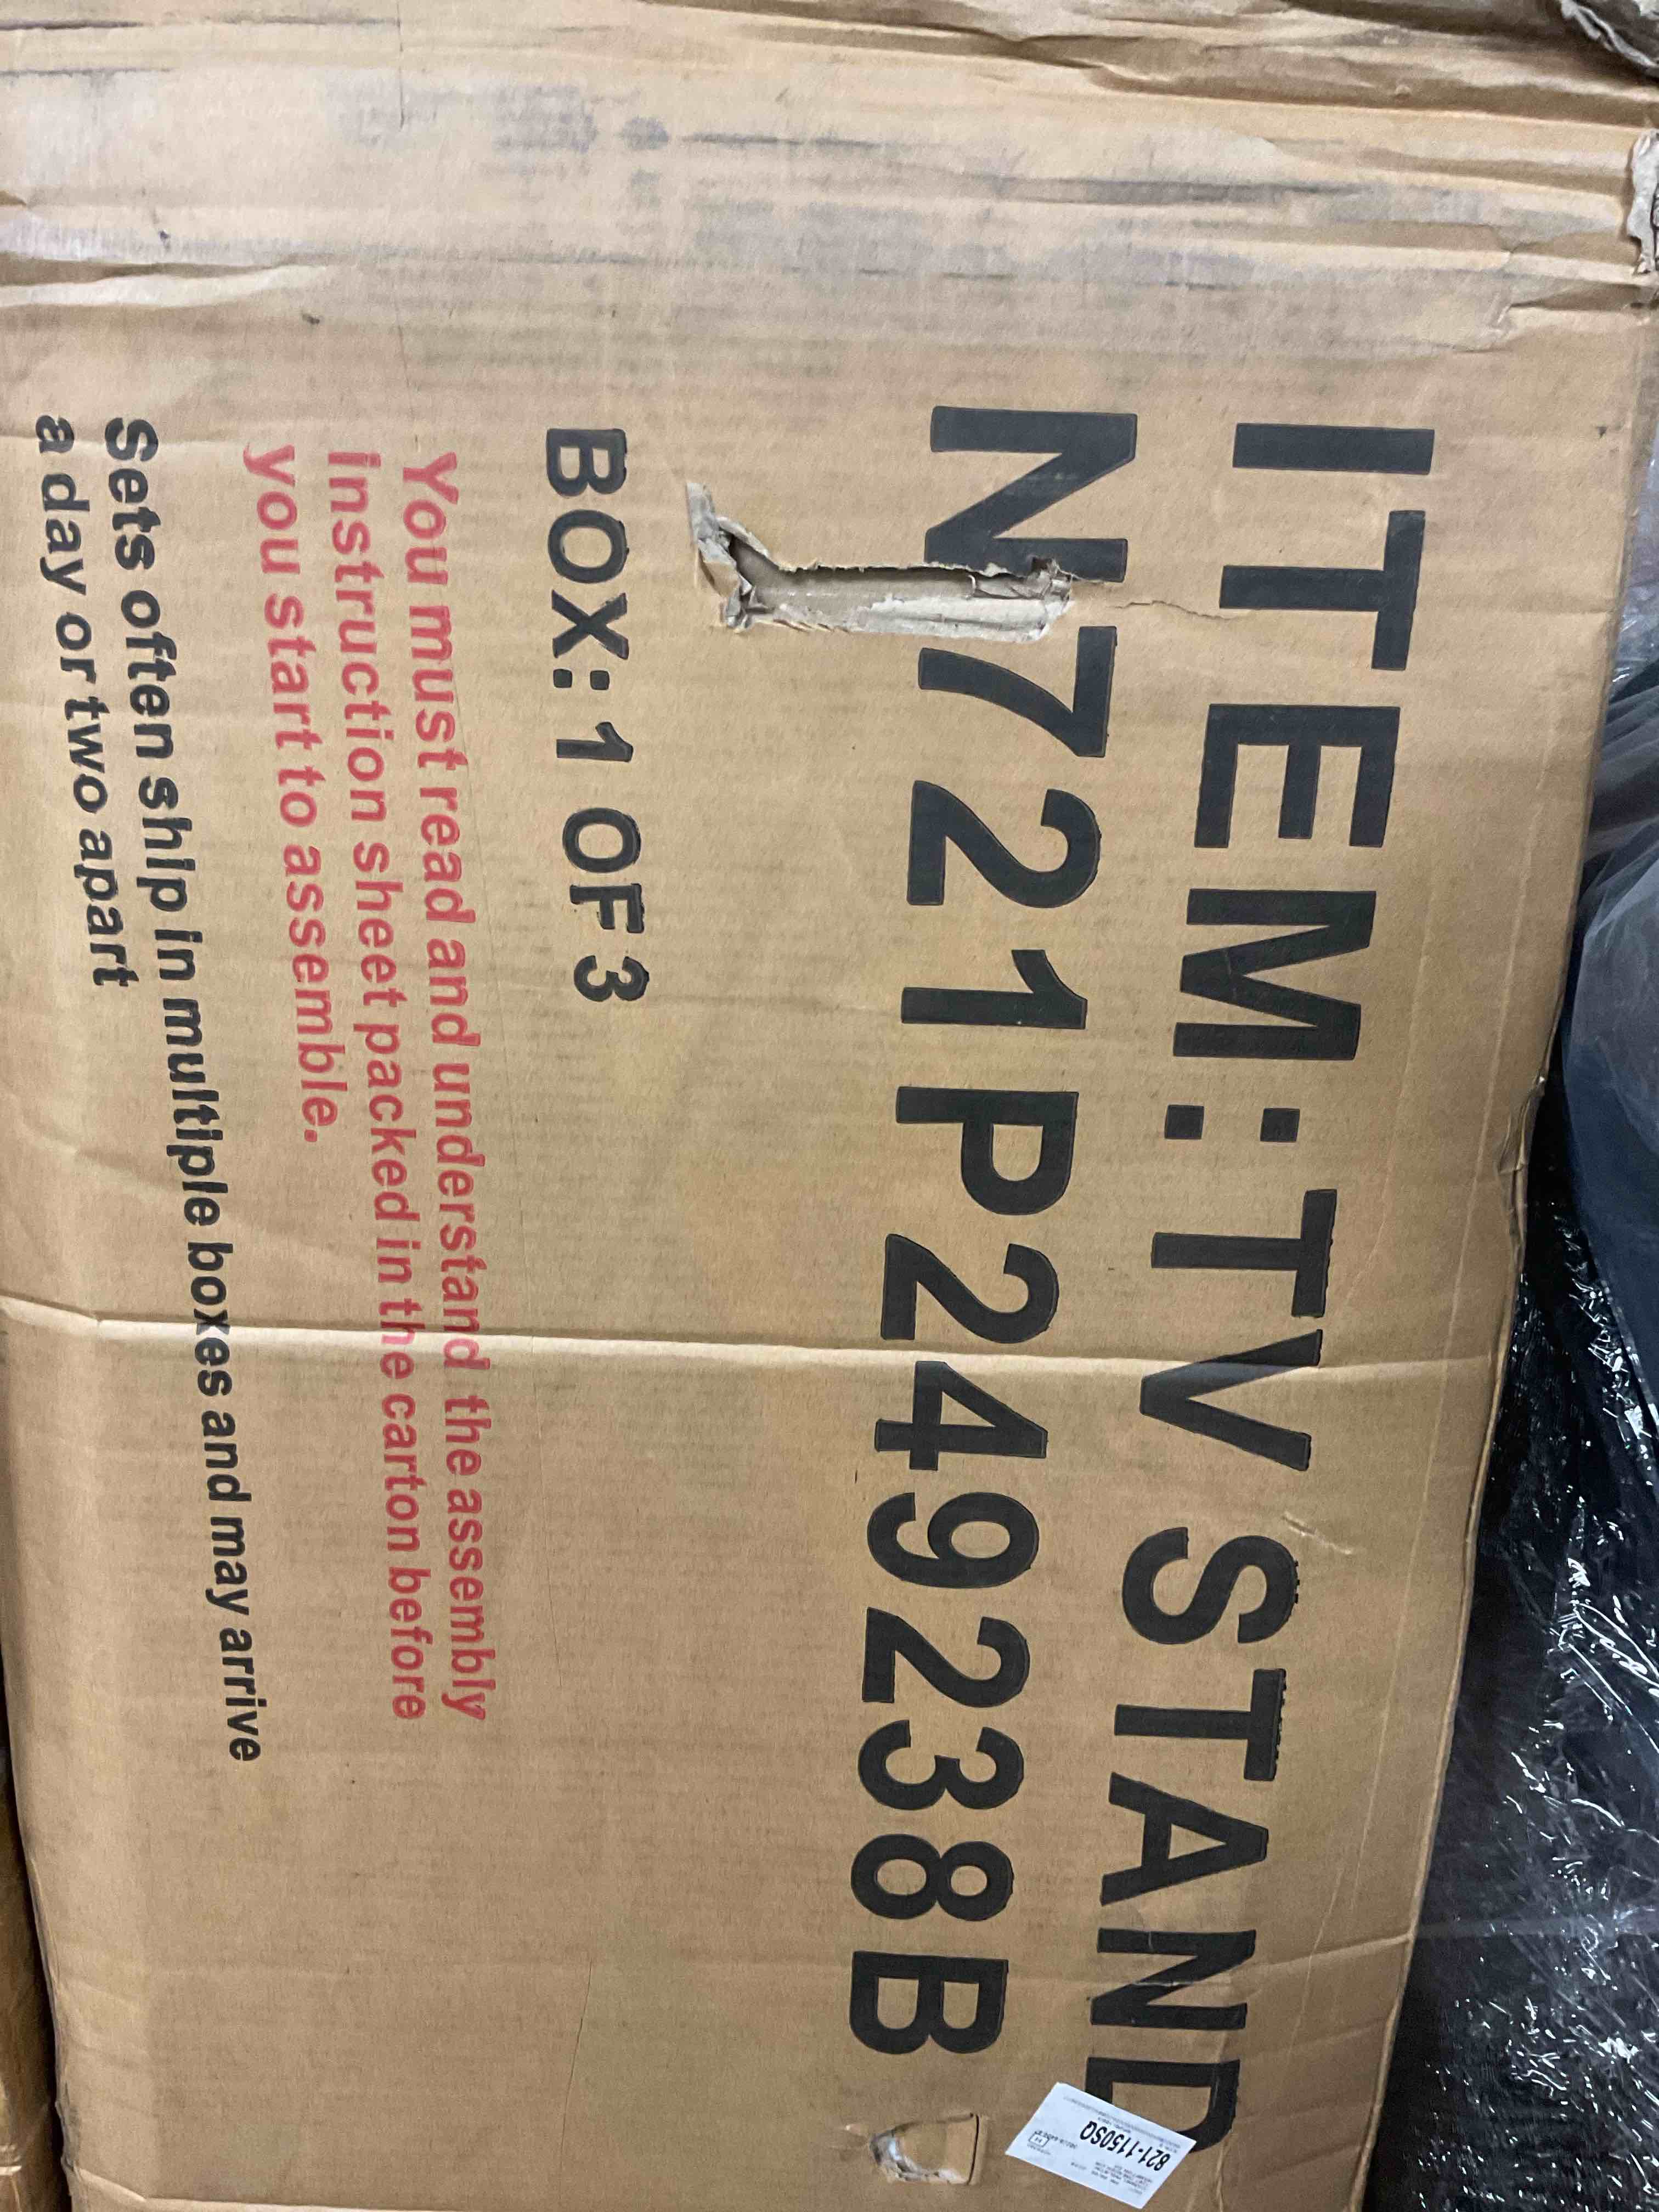 ITEM: TV STAND
N721P249238B
BOX: 1 OF 3
You must read and understand the assembly
instruction sheet packed in the carton before
you start to assemble.
Sets often ship in multiple boxes and may arrive
a day or two apart
821-1150SQ